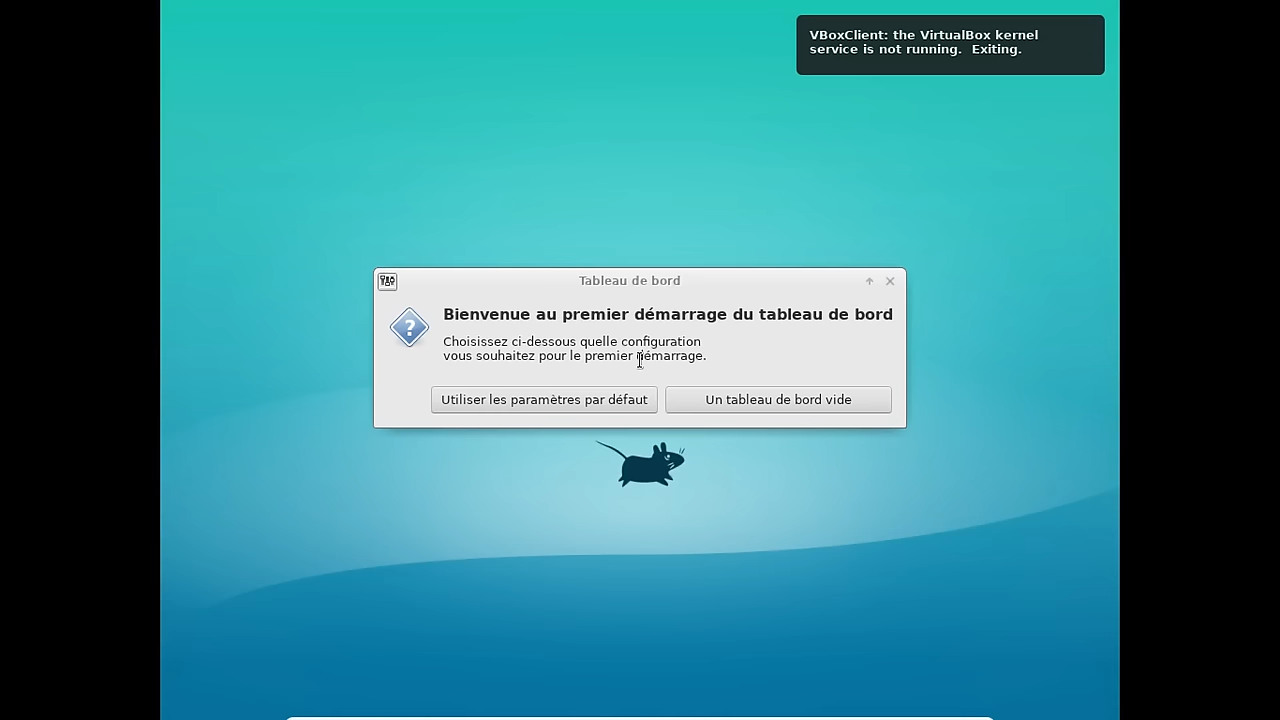 VBoxClient: the VirtualBox kernel
service is not running.  Exiting.
Tableau de bord
Bienvenue au premier démarrage du tableau de bord
Choisissez ci-dessous quelle configuration
vous souhaitez pour le premier démarrage.
Utiliser les paramètres par défaut
Un tableau de bord vide